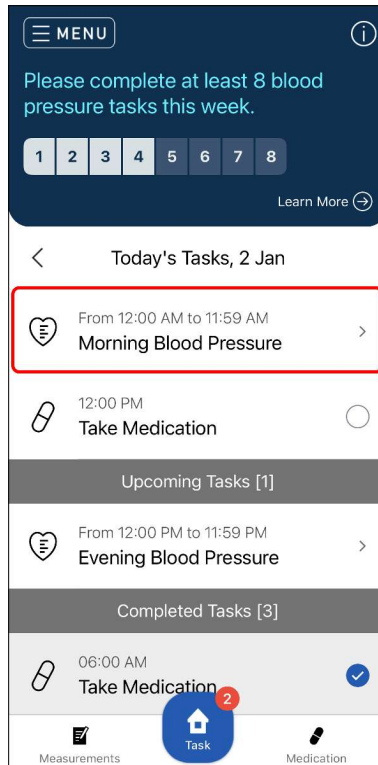 MENU
Please complete at least 8 blood
pressure tasks this week.
1 2 3 4 5 6 7 8
Learn More
Today's Tasks, 2 Jan
From 12:00 AM to 11:59 AM
Morning Blood Pressure
12:00 PM
Take Medication
Upcoming Tasks [1]
From 12:00 PM to 11:59 PM
Evening Blood Pressure
Completed Tasks [3]
06:00 AM
Take Medication
2
Measurements
Task
Medication